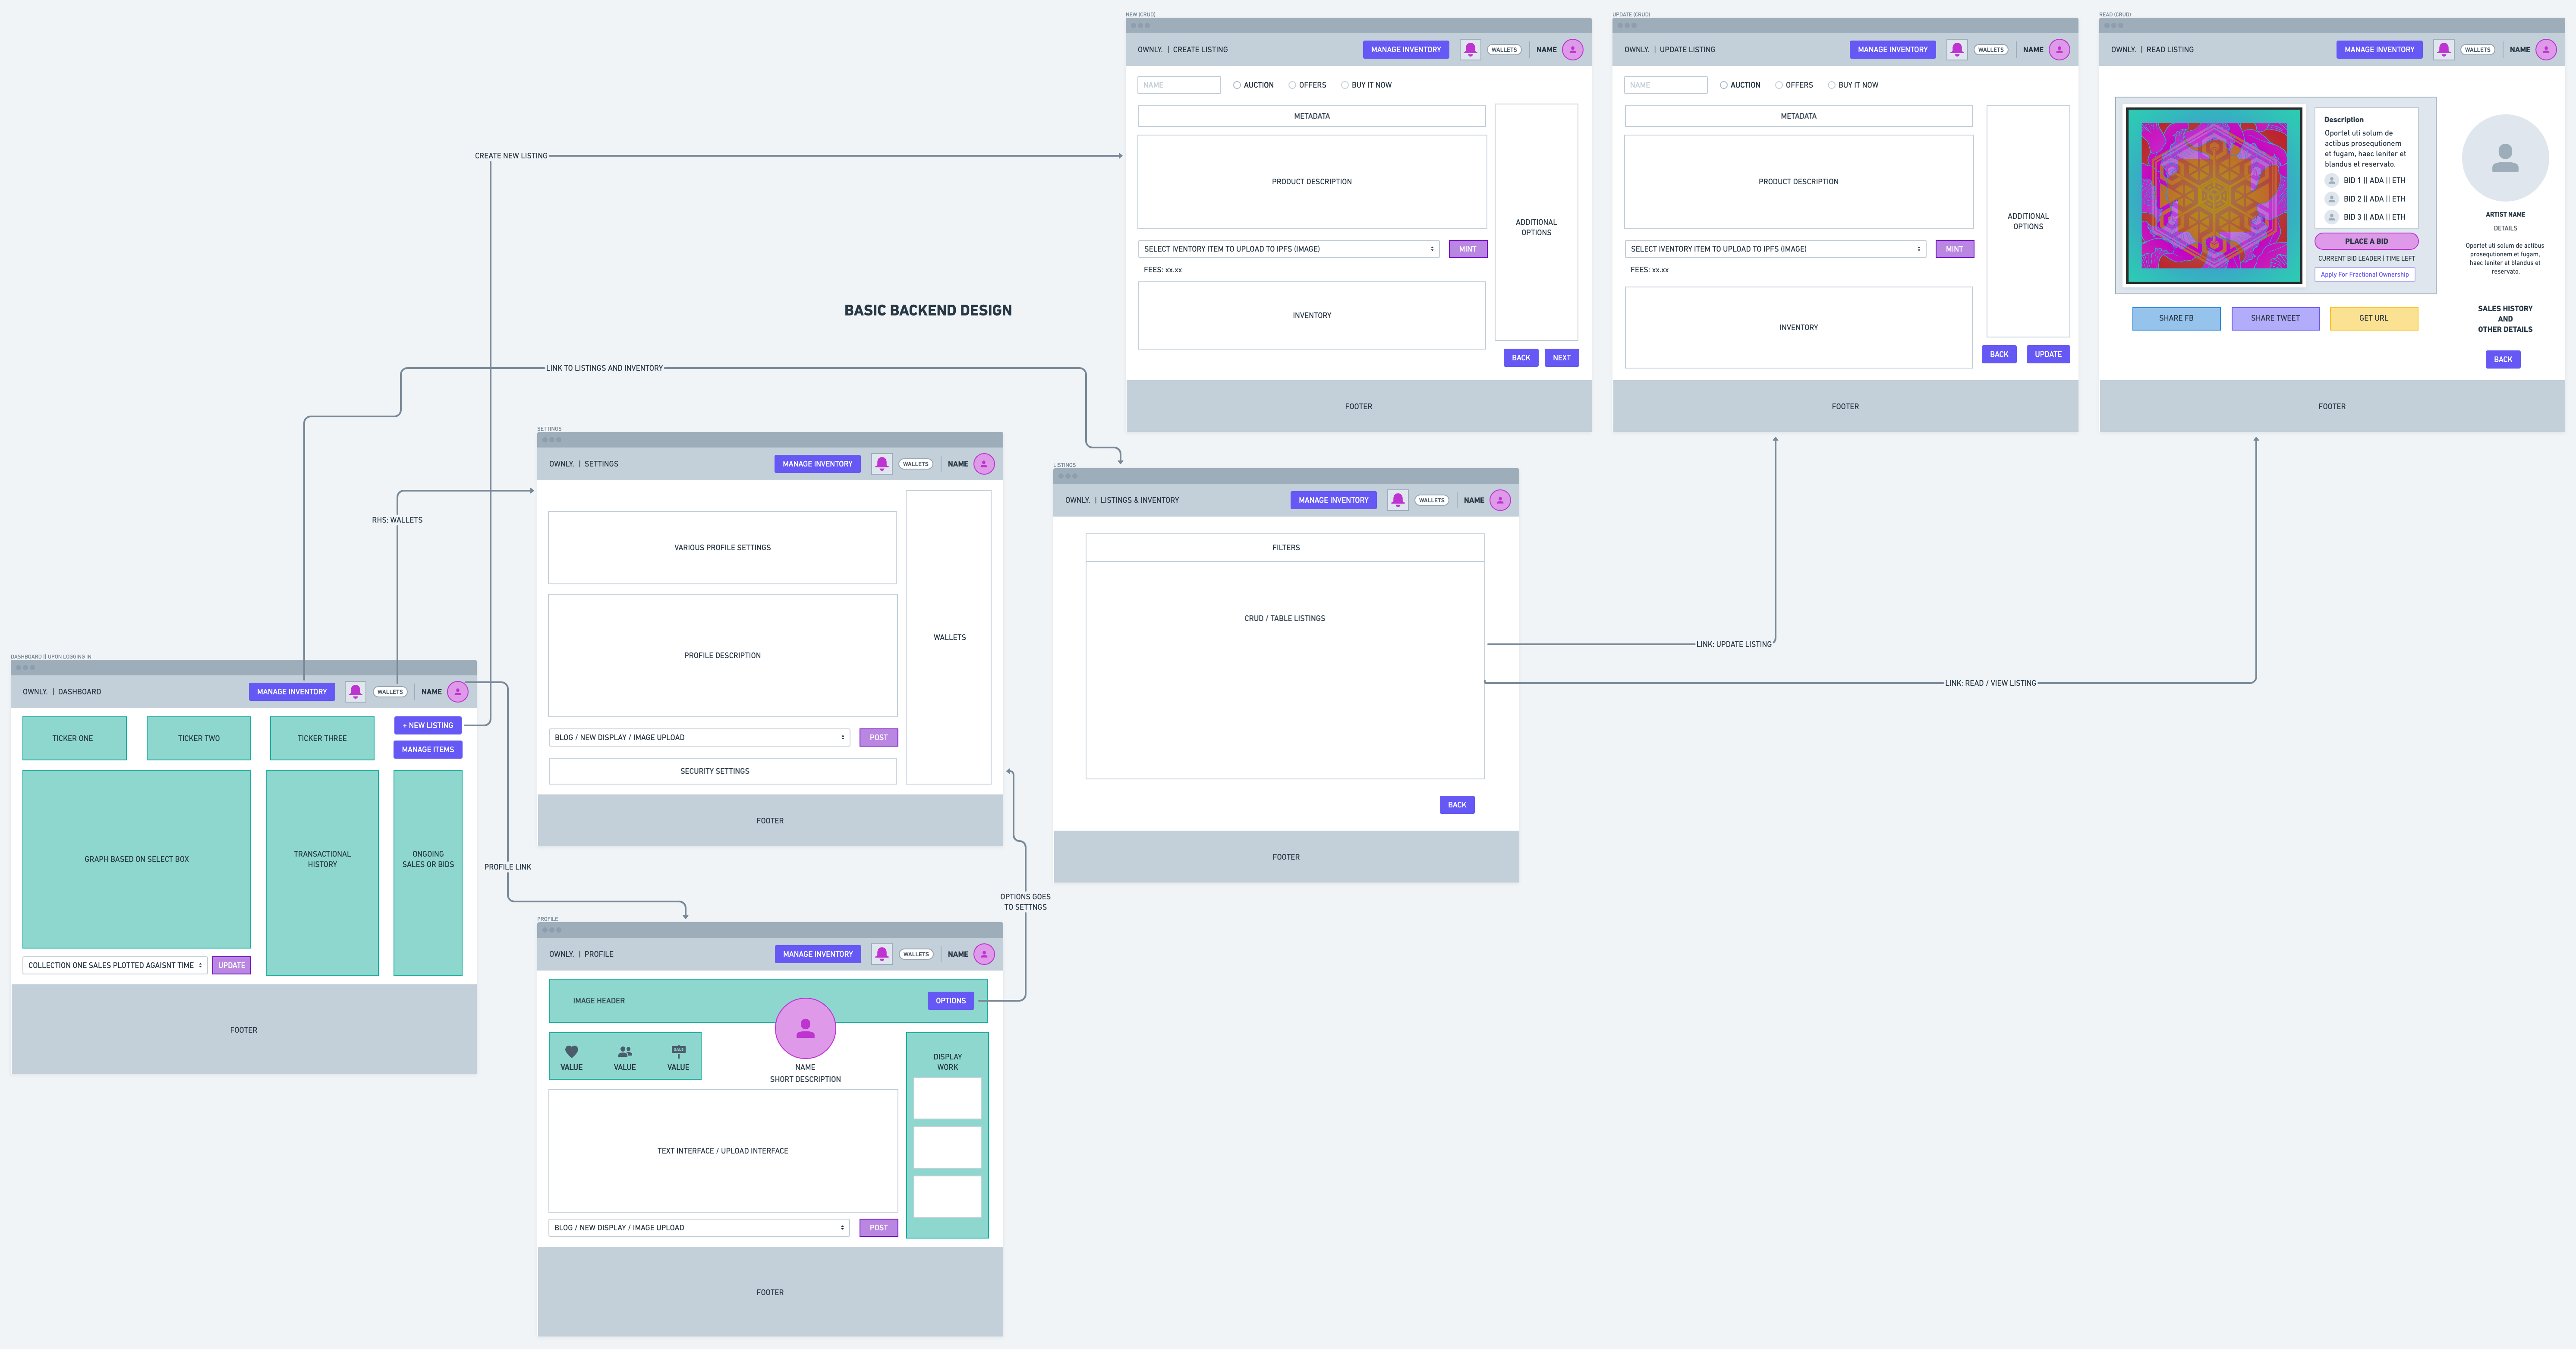 BASIC BACKEND DESIGN
DASHBOARD || UPON LOGGING IN
OWNLY. | DASHBOARD
MANAGE INVENTORY
WALLETS
NAME
TICKER ONE
TICKER TWO
TICKER THREE
+ NEW LISTING
MANAGE ITEMS
GRAPH BASED ON SELECT BOX
TRANSACTIONAL
HISTORY
ONGOING
SALES OR BIDS
COLLECTION ONE SALES PLOTTED AGAISNT TIME
UPDATE
FOOTER
CREATE NEW LISTING
LINK TO LISTINGS AND INVENTORY
RHS: WALLETS
PROFILE LINK
SETTINGS
OWNLY. | SETTINGS
MANAGE INVENTORY
WALLETS
NAME
VARIOUS PROFILE SETTINGS
PROFILE DESCRIPTION
WALLETS
BLOG / NEW DISPLAY / IMAGE UPLOAD
POST
SECURITY SETTINGS
FOOTER
OPTIONS GOES
TO SETTNGS
PROFILE
OWNLY. | PROFILE
MANAGE INVENTORY
WALLETS
NAME
IMAGE HEADER
OPTIONS
VALUE
VALUE
SALE
VALUE
NAME
SHORT DESCRIPTION
DISPLAY
WORK
TEXT INTERFACE / UPLOAD INTERFACE
BLOG / NEW DISPLAY / IMAGE UPLOAD
POST
FOOTER
LISTINGS
OWNLY. | LISTINGS & INVENTORY
MANAGE INVENTORY
WALLETS
NAME
FILTERS
CRUD / TABLE LISTINGS
BACK
FOOTER
LINK: UPDATE LISTING
LINK: READ / VIEW LISTING
NEW (CRUD)
OWNLY. | CREATE LISTING
MANAGE INVENTORY
WALLETS
NAME
NAME
AUCTION
OFFERS
BUY IT NOW
METADATA
PRODUCT DESCRIPTION
ADDITIONAL
OPTIONS
SELECT IVENTORY ITEM TO UPLOAD TO IPFS (IMAGE)
MINT
FEES: xx.xx
INVENTORY
BACK
NEXT
FOOTER
UPDATE (CRUD)
OWNLY. | UPDATE LISTING
MANAGE INVENTORY
WALLETS
NAME
NAME
AUCTION
OFFERS
BUY IT NOW
METADATA
PRODUCT DESCRIPTION
ADDITIONAL
OPTIONS
SELECT IVENTORY ITEM TO UPLOAD TO IPFS (IMAGE)
MINT
FEES: xx.xx
INVENTORY
BACK
UPDATE
FOOTER
READ (CRUD)
OWNLY. | READ LISTING
MANAGE INVENTORY
WALLETS
NAME
Description
Oportet uti solum de
actibus prosequtionem
et fugam, haec leniter et
blandus et reservato.
BID 1 || ADA || ETH
BID 2 || ADA || ETH
BID 3 || ADA || ETH
PLACE A BID
CURRENT BID LEADER | TIME LEFT
Apply For Fractional Ownership
ARTIST NAME
DETAILS
Oportet uti solum de actibus
prosequtionem et fugam,
haec leniter et blandus et
reservato.
SHARE FB
SHARE TWEET
GET URL
SALES HISTORY
AND
OTHER DETAILS
BACK
FOOTER